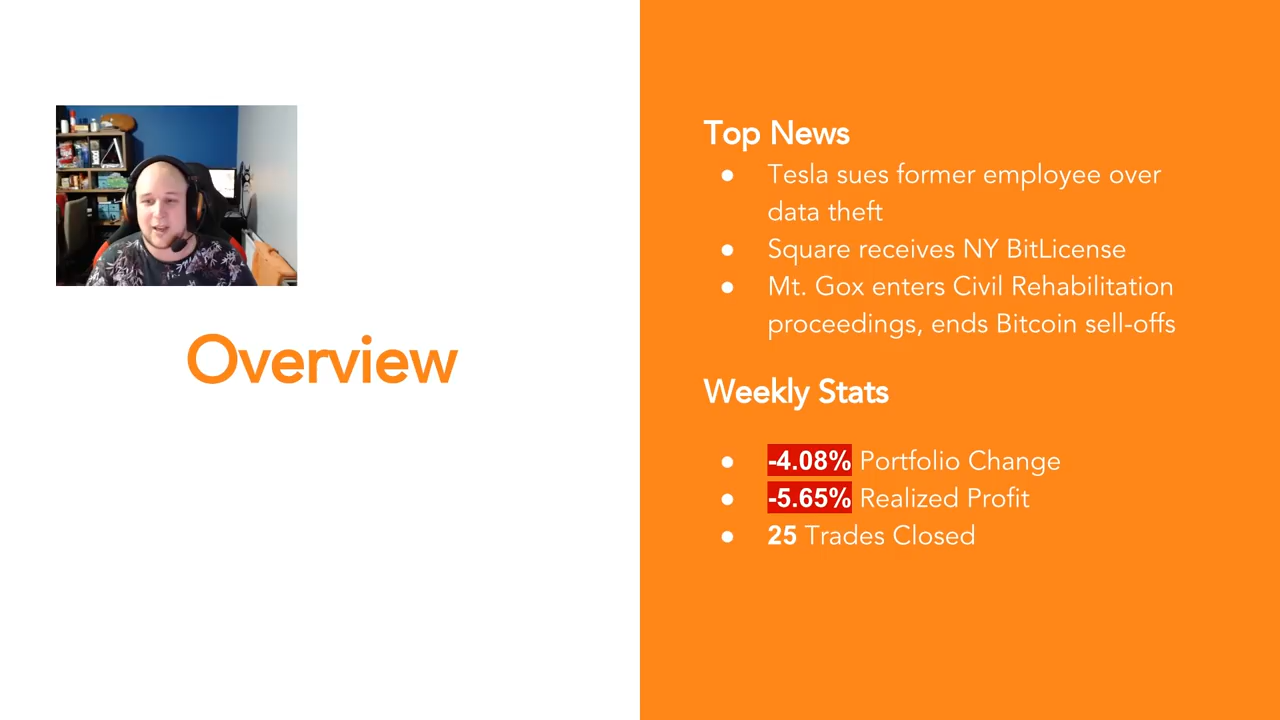 Overview
Top News
● Tesla sues former employee over
data theft
● Square receives NY BitLicense
● Mt. Gox enters Civil Rehabilitation
proceedings, ends Bitcoin sell-offs
Weekly Stats
● -4.08% Portfolio Change
● -5.65% Realized Profit
● 25 Trades Closed